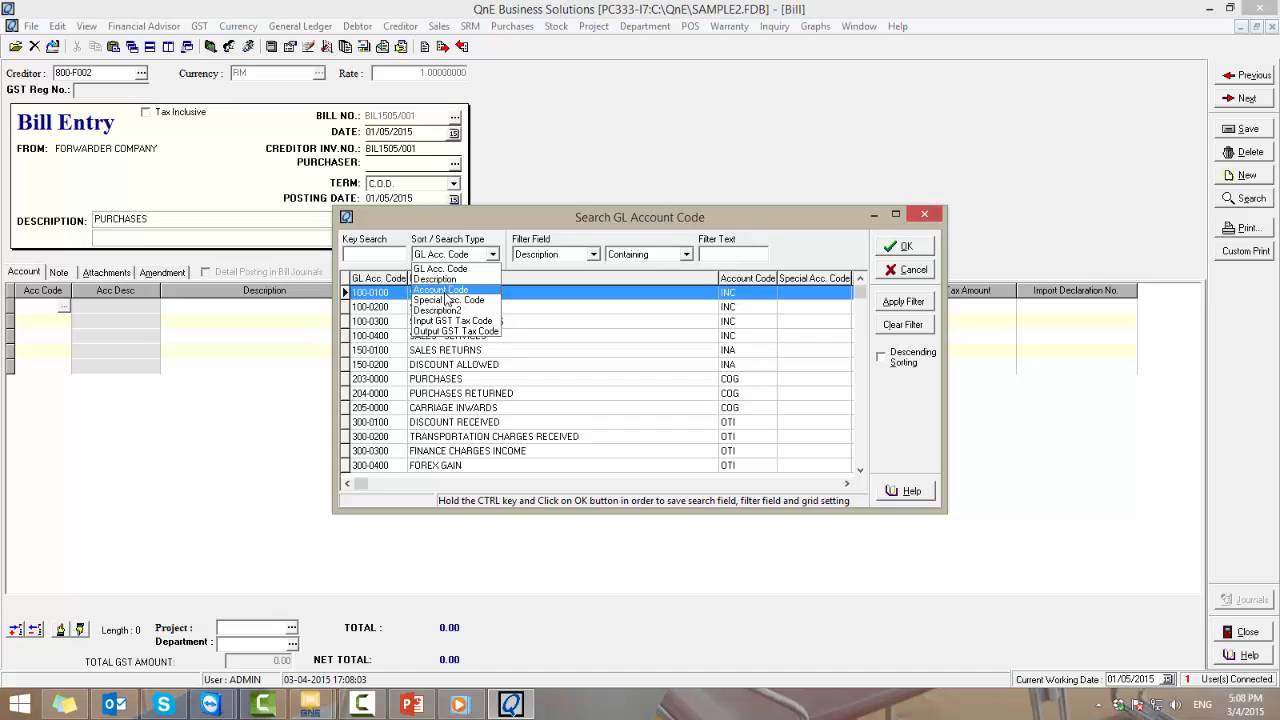 QnE Business Solutions [PC333-I7:C:\QnE\SAMPLE2.FDB] - [Bill]
File Edit View Financial Advisor GST Currency General Ledger Debtor Creditor Sales SRM Purchases Stock Project Department POS Warranty Inquiry Graphs Window Help
Creditor : 800-F002 Currency : RM Rate : 1.00000000
GST Reg No.:
Previous
Next
Save
Delete
New
Search
Print...
Custom Print
Tax Inclusive
Bill Entry
BILL NO.: BIL1505/001
DATE: 01/05/2015
FROM: FORWARDER COMPANY
CREDITOR INV.NO.: BIL1505/001
PURCHASER:
TERM: C.O.D.
POSTING DATE: 01/05/2015
DESCRIPTION: PURCHASES
Account Note Attachments Amendment Detail Posting in Bill Journals
Acc Code Acc Desc Description Tax Amount Import Declaration No.
Search GL Account Code
Key Search Sort / Search Type Filter Field Filter Text
GL Acc. Code Description Containing
GL Acc. Code
Description
Account Code
Special Acc. Code
Description2
Input GST Tax Code
Output GST Tax Code
GL Acc. Code Account Code Special Acc. Code
100-0100 INC
100-0200 INC
100-0300 INC
100-0400 INC
150-0100 SALES RETURNS INA
150-0200 DISCOUNT ALLOWED INA
203-0000 PURCHASES COG
204-0000 PURCHASES RETURNED COG
205-0000 CARRIAGE INWARDS COG
300-0100 DISCOUNT RECEIVED OTI
300-0200 TRANSPORTATION CHARGES RECEIVED OTI
300-0300 FINANCE CHARGES INCOME OTI
300-0400 FOREX GAIN OTI
OK
Cancel
Apply Filter
Clear Filter
Descending Sorting
Help
Hold the CTRL key and Click on OK button in order to save search field, filter field and grid setting
Length : 0 Project : TOTAL : 0.00
Department :
TOTAL GST AMOUNT: 0.00 NET TOTAL: 0.00
Journals
Close
Help
User : ADMIN 03-04-2015 17:08:03 Current Working Date : 01/05/2015 1 User(s) Connected.
ENG 5:08 PM
3/4/2015